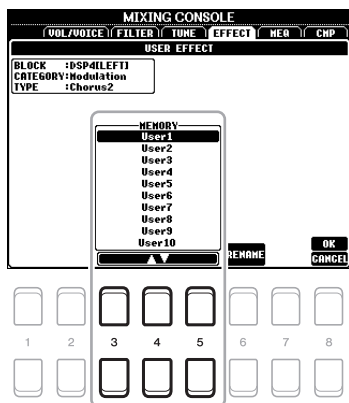 MIXING CONSOLE
VOL/VOICE FILTER TUNE EFFECT MEQ CMP
USER EFFECT
BLOCK :DSP4[LEFT]
CATEGORY:Modulation
TYPE :Chorus2
MEMORY
User1
User2
User3
User4
User5
User6
User7
User8
User9
User10
▲▼
RENAME
OK
CANCEL
1 2 3 4 5 6 7 8